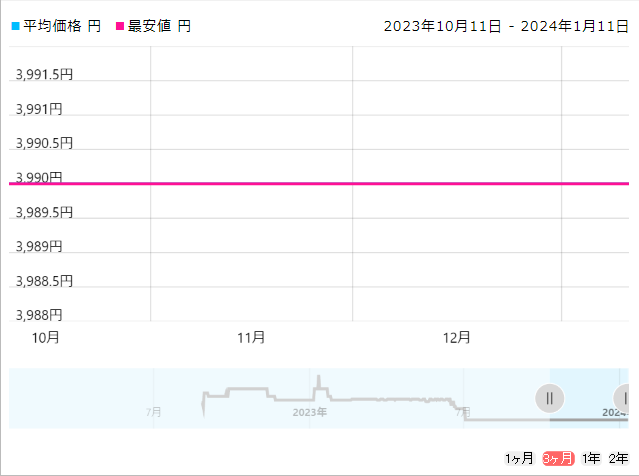 平均価格 円 最安値 円 2023年10月11日 - 2024年1月11日
3,991.5円
3,991円
3,990.5円
3,990円
3,989.5円
3,989円
3,988.5円
3,988円
10月 11月 12月
7月 2023年 7月 2024
1ヶ月 3ヶ月 1年 2年